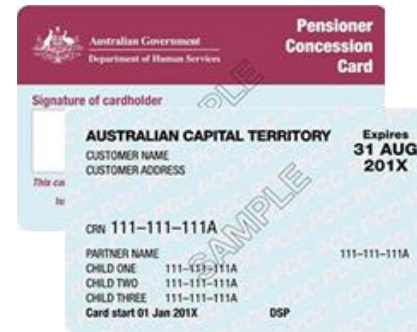 Australian Government
Department of Human Services
Pensioner
Concession
Card
Signature of cardholder
This ca
SAMPLE
AUSTRALIAN CAPITAL TERRITORY
Expires
31 AUG
201X
CUSTOMER NAME
CUSTOMER ADDRESS
CRN 111–111–111A
SAMPLE
PARTNER NAME 111–111–111A
CHILD ONE 111–111–111A
CHILD TWO 111–111–111A
CHILD THREE 111–111–111A
Card start 01 Jan 201X DSP